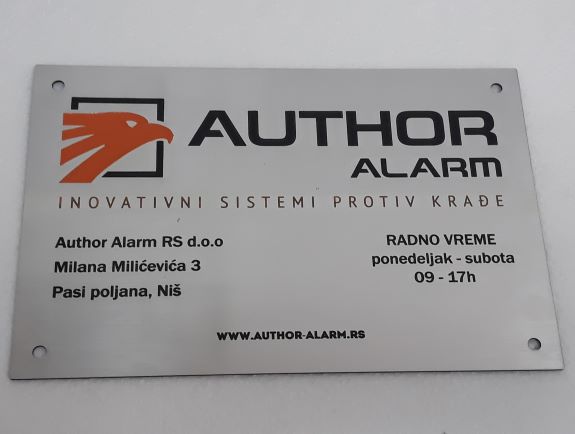 AUTHOR
ALARM
INOVATIVNI SISTEMI PROTIV KRAĐE
Author Alarm RS d.o.o
Milana Milićevića 3
Pasi poljana, Niš
RADNO VREME
ponedeljak - subota
09 - 17h
WWW.AUTHOR-ALARM.RS